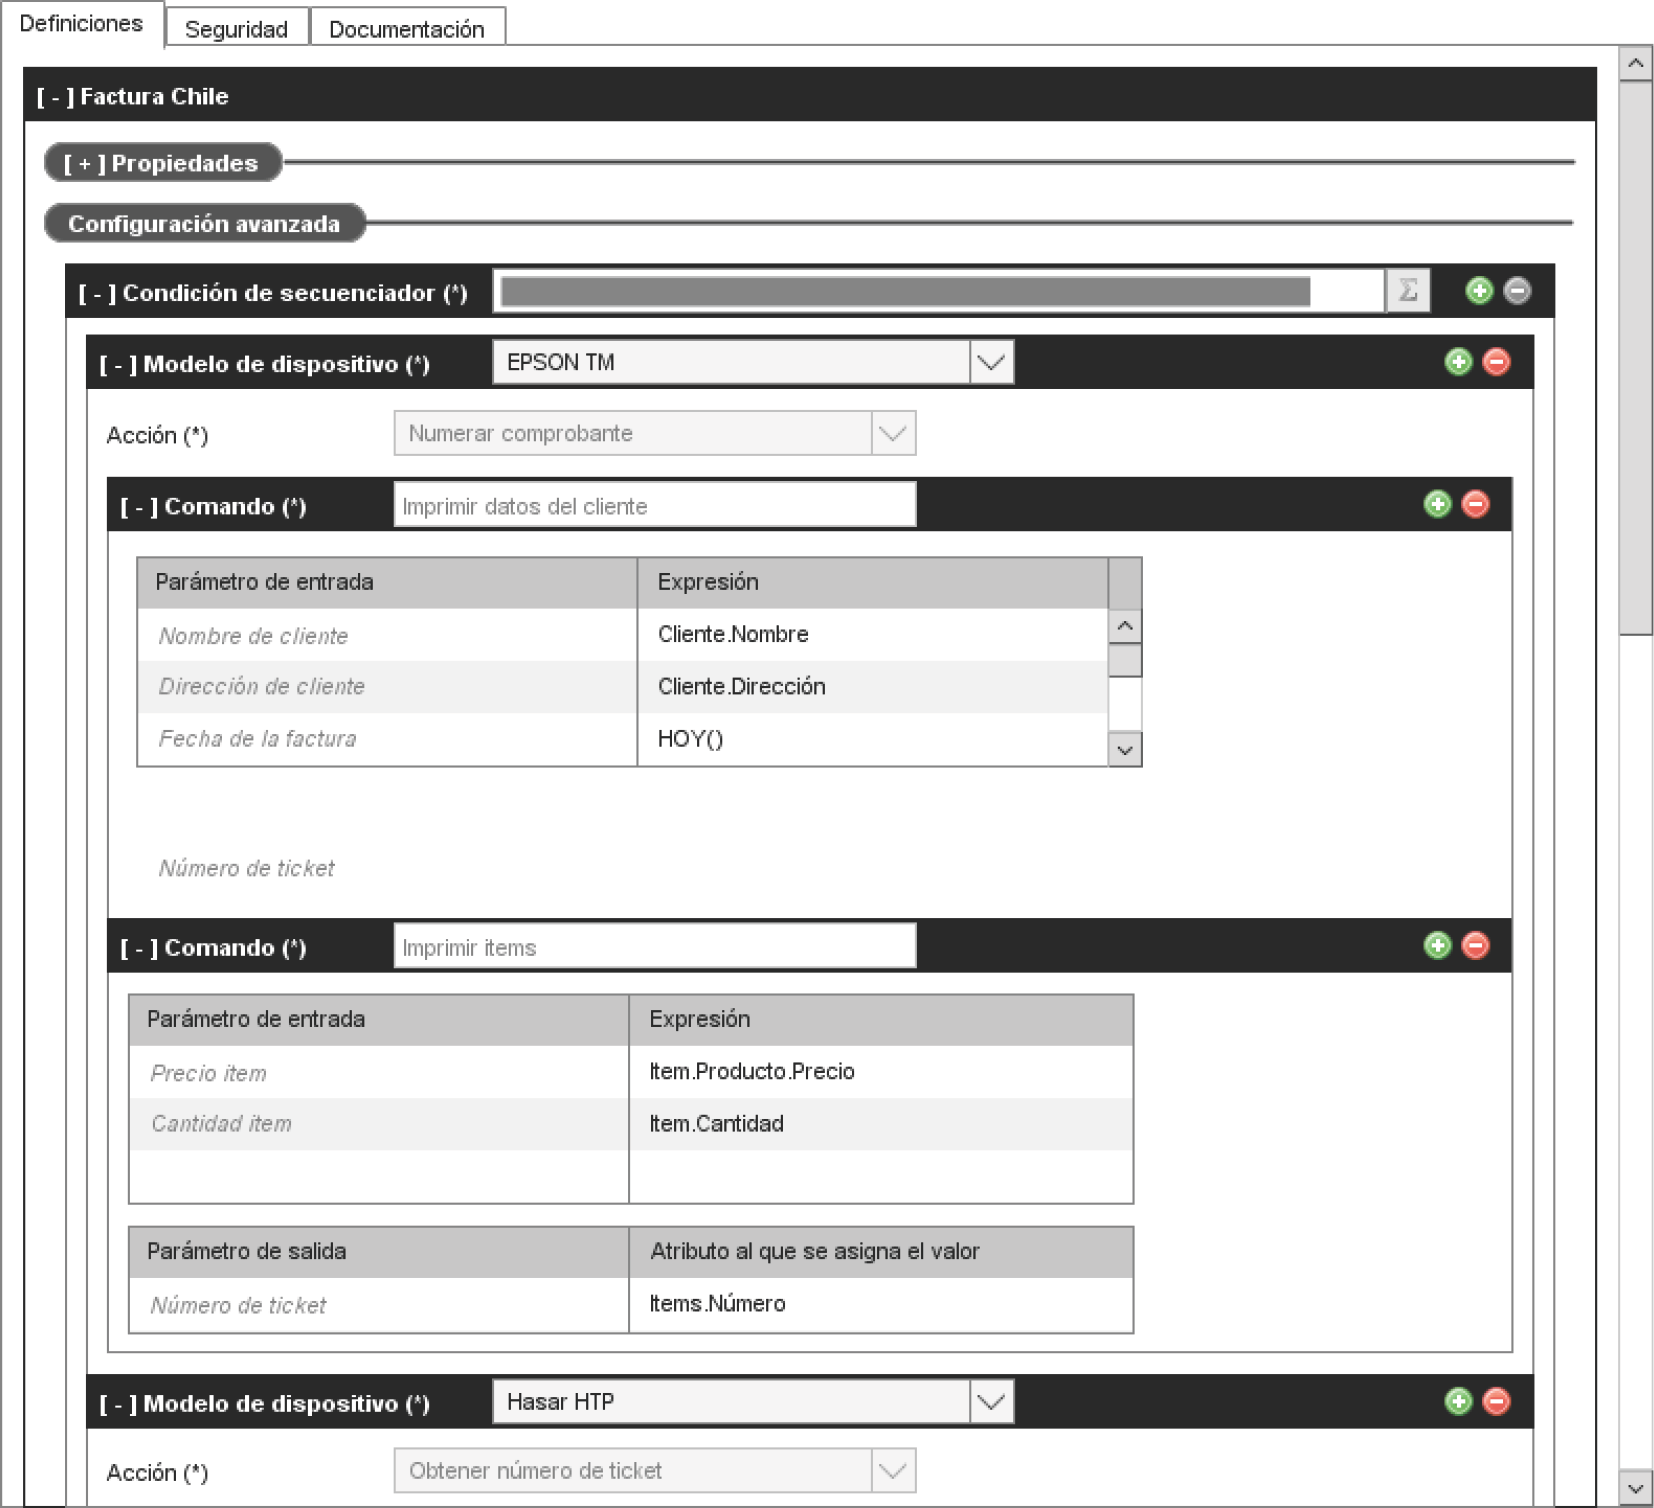 Definiciones Seguridad Documentación
[ - ] Factura Chile
[ + ] Propiedades
Configuración avanzada
[ - ] Condición de secuenciador (*) Σ
[ - ] Modelo de dispositivo (*) EPSON TM
Acción (*) Numerar comprobante
[ - ] Comando (*) Imprimir datos del cliente
Parámetro de entrada Expresión
Nombre de cliente Cliente.Nombre
Dirección de cliente Cliente.Dirección
Fecha de la factura HOY()
Número de ticket
[ - ] Comando (*) Imprimir items
Parámetro de entrada Expresión
Precio item Item.Producto.Precio
Cantidad item Item.Cantidad
Parámetro de salida Atributo al que se asigna el valor
Número de ticket Items.Número
[ - ] Modelo de dispositivo (*) Hasar HTP
Acción (*) Obtener número de ticket